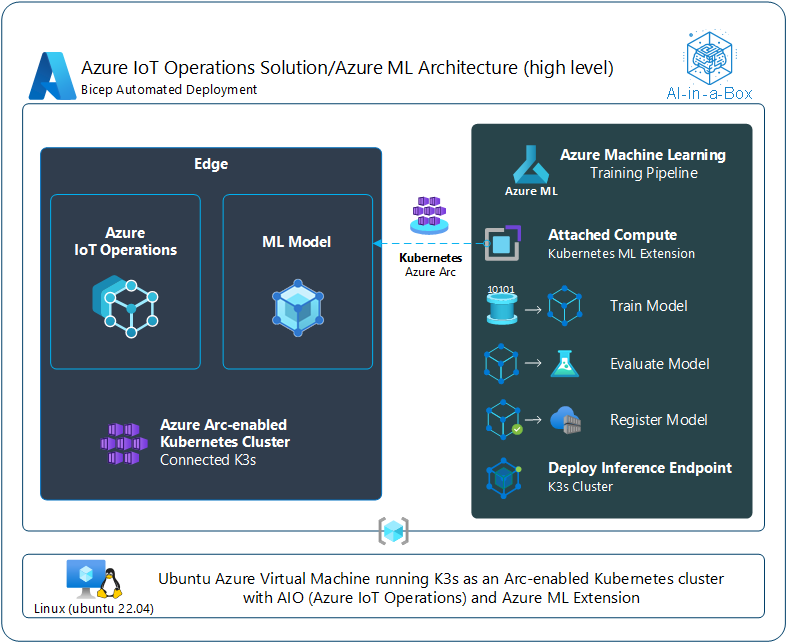 Azure IoT Operations Solution/Azure ML Architecture (high level)
Bicep Automated Deployment
AI-in-a-Box
Edge
Azure
IoT Operations
ML Model
Azure Arc-enabled
Kubernetes Cluster
Connected K3s
Kubernetes
Azure Arc
Azure ML
Azure Machine Learning
Training Pipeline
Attached Compute
Kubernetes ML Extension
10101
Train Model
Evaluate Model
Register Model
Deploy Inference Endpoint
K3s Cluster
Linux (ubuntu 22.04)
Ubuntu Azure Virtual Machine running K3s as an Arc-enabled Kubernetes cluster
with AIO (Azure IoT Operations) and Azure ML Extension